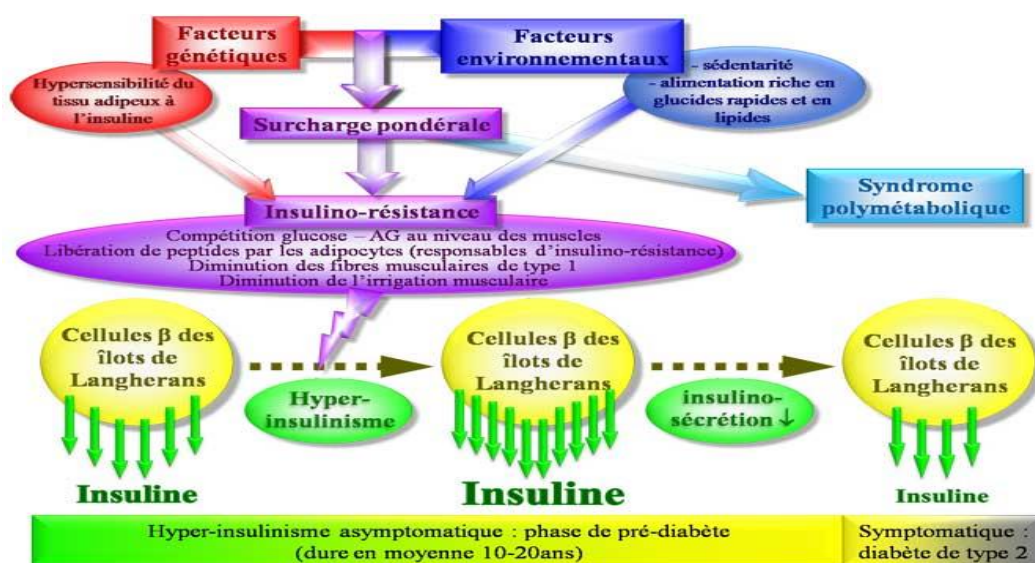 Facteurs
génétiques
Facteurs
environnementaux
Hypersensibilité du
tissu adipeux à
l'insuline
- sédentarité
- alimentation riche en
glucides rapides et en
lipides
Surcharge pondérale
Syndrome
polymétabolique
Insulino-résistance
Compétition glucose – AG au niveau des muscles
Libération de peptides par les adipocytes (responsables d'insulino-résistance)
Diminution des fibres musculaires de type 1
Diminution de l'irrigation musculaire
Cellules β des
îlots de
Langherans
Hyper-
insulinisme
Cellules β des
îlots de
Langherans
insulino-
sécrétion ↓
Cellules β des
îlots de
Langherans
Insuline
Insuline
Insuline
Hyper-insulinisme asymptomatique : phase de pré-diabète
(dure en moyenne 10-20ans)
Symptomatique :
diabète de type 2